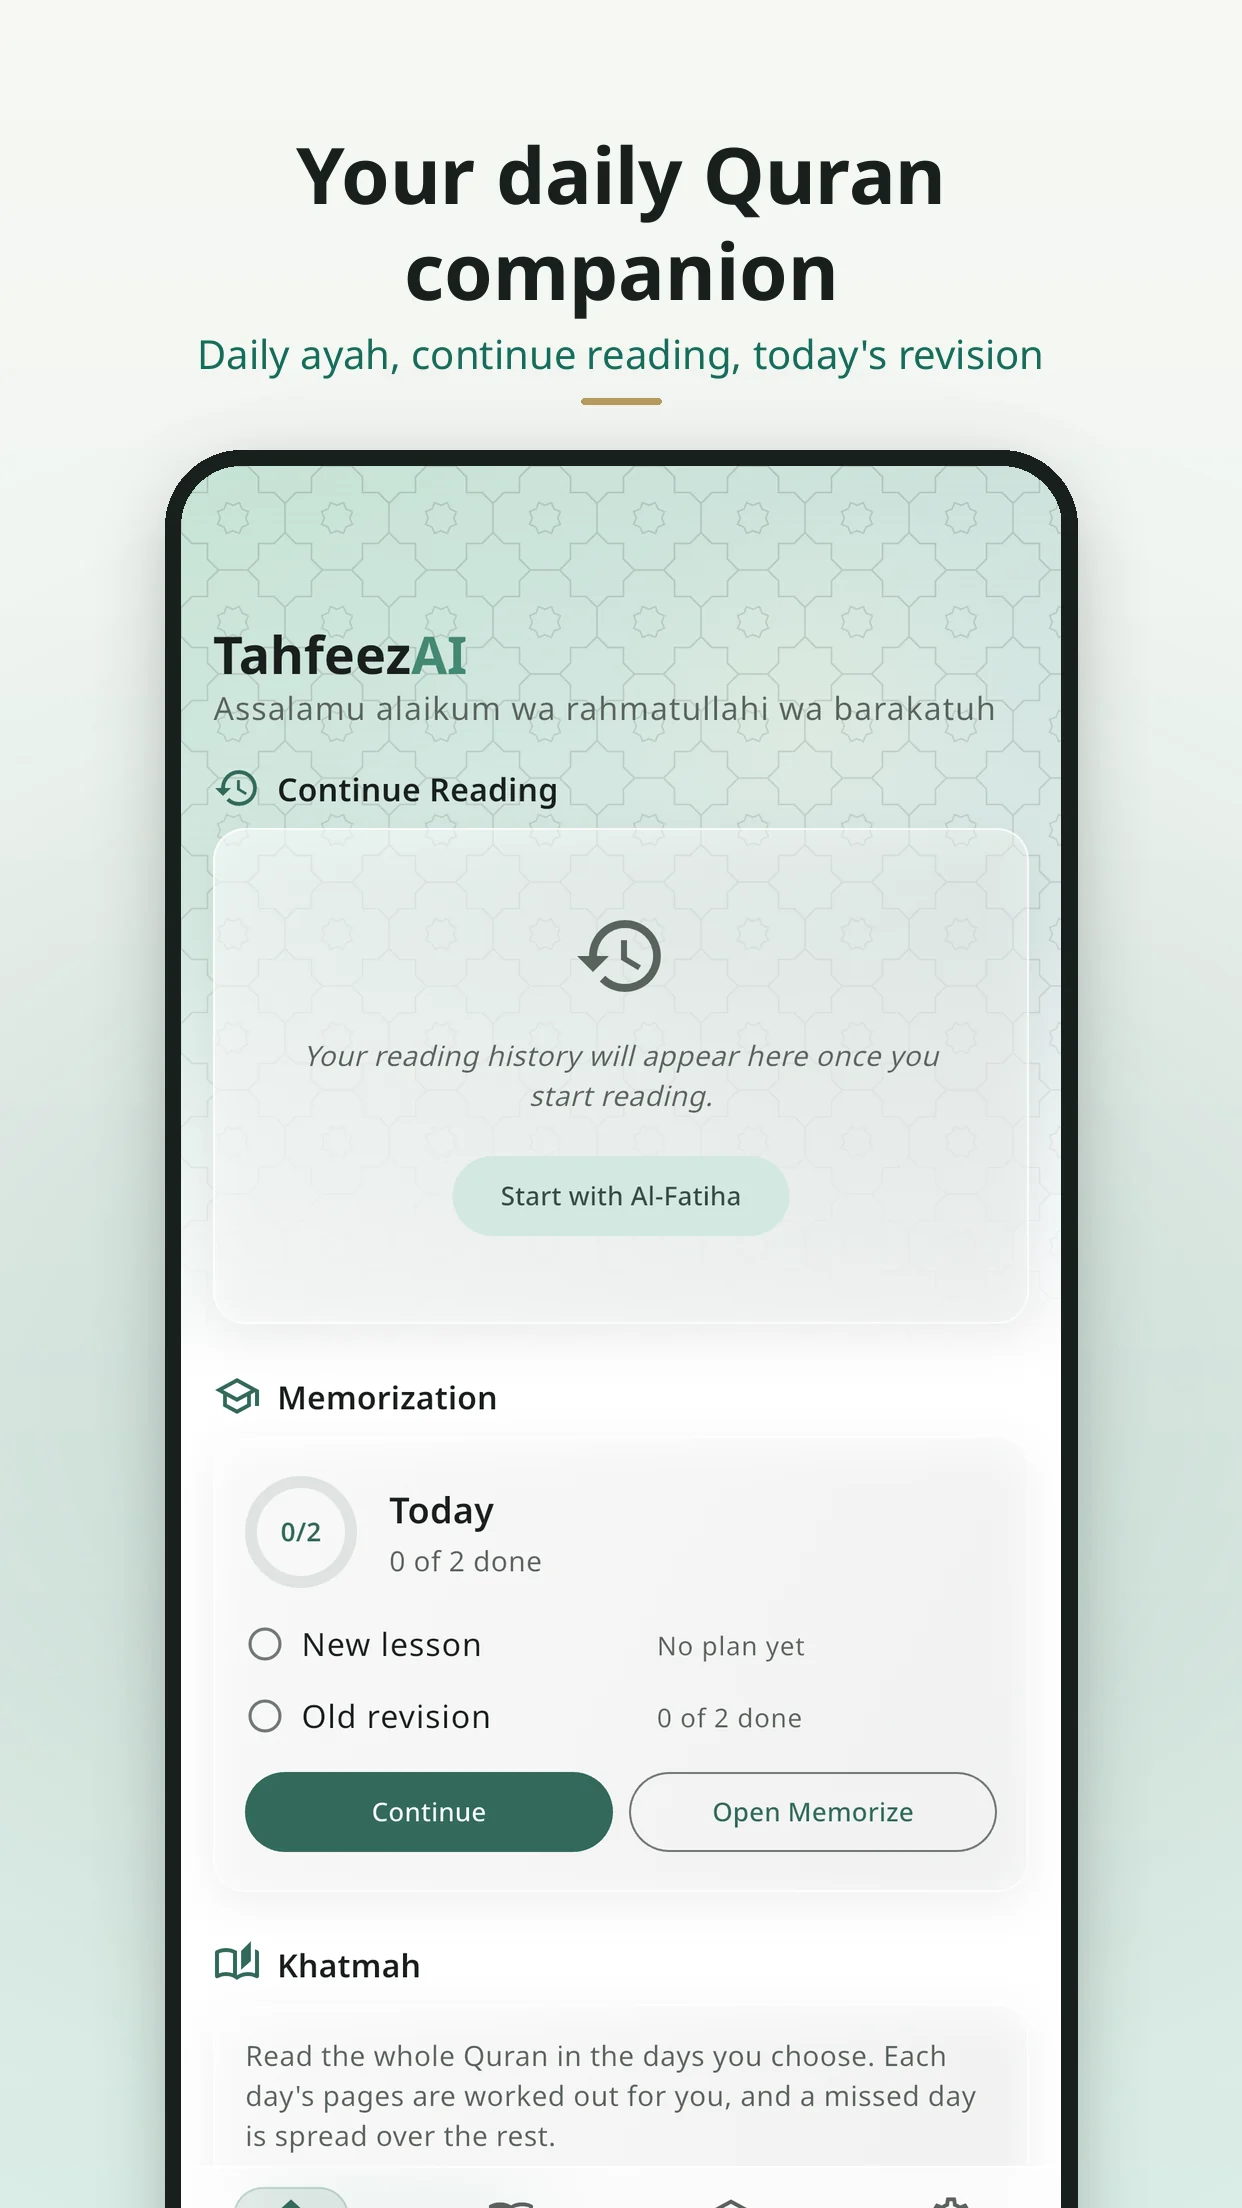 Your daily Quran
companion
Daily ayah, continue reading, today's revision
TahfeezAI
Assalamu alaikum wa rahmatullahi wa barakatuh
Continue Reading
Your reading history will appear here once you
start reading.
Start with Al-Fatiha
Memorization
0/2
Today
0 of 2 done
New lesson
No plan yet
Old revision
0 of 2 done
Continue
Open Memorize
Khatmah
Read the whole Quran in the days you choose. Each
day's pages are worked out for you, and a missed day
is spread over the rest.